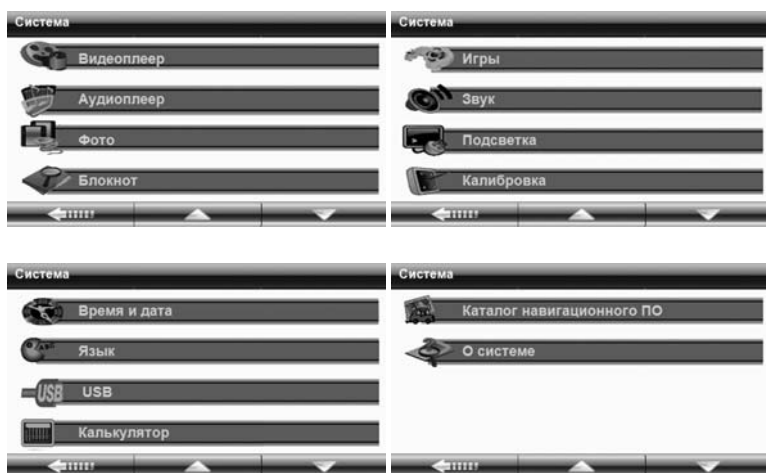 Система
Видеоплеер
Аудиоплеер
Фото
Блокнот
Система
Игры
Звук
Подсветка
Калибровка
Система
Время и дата
Язык
USB
USB
Калькулятор
Система
Каталог навигационного ПО
О системе